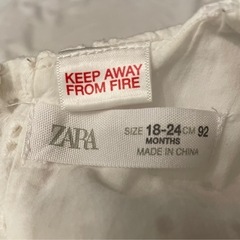 KEEP AWAY
FROM FIRE
ZARA
SIZE 18-24 CM 92
MONTHS
MADE IN CHINA